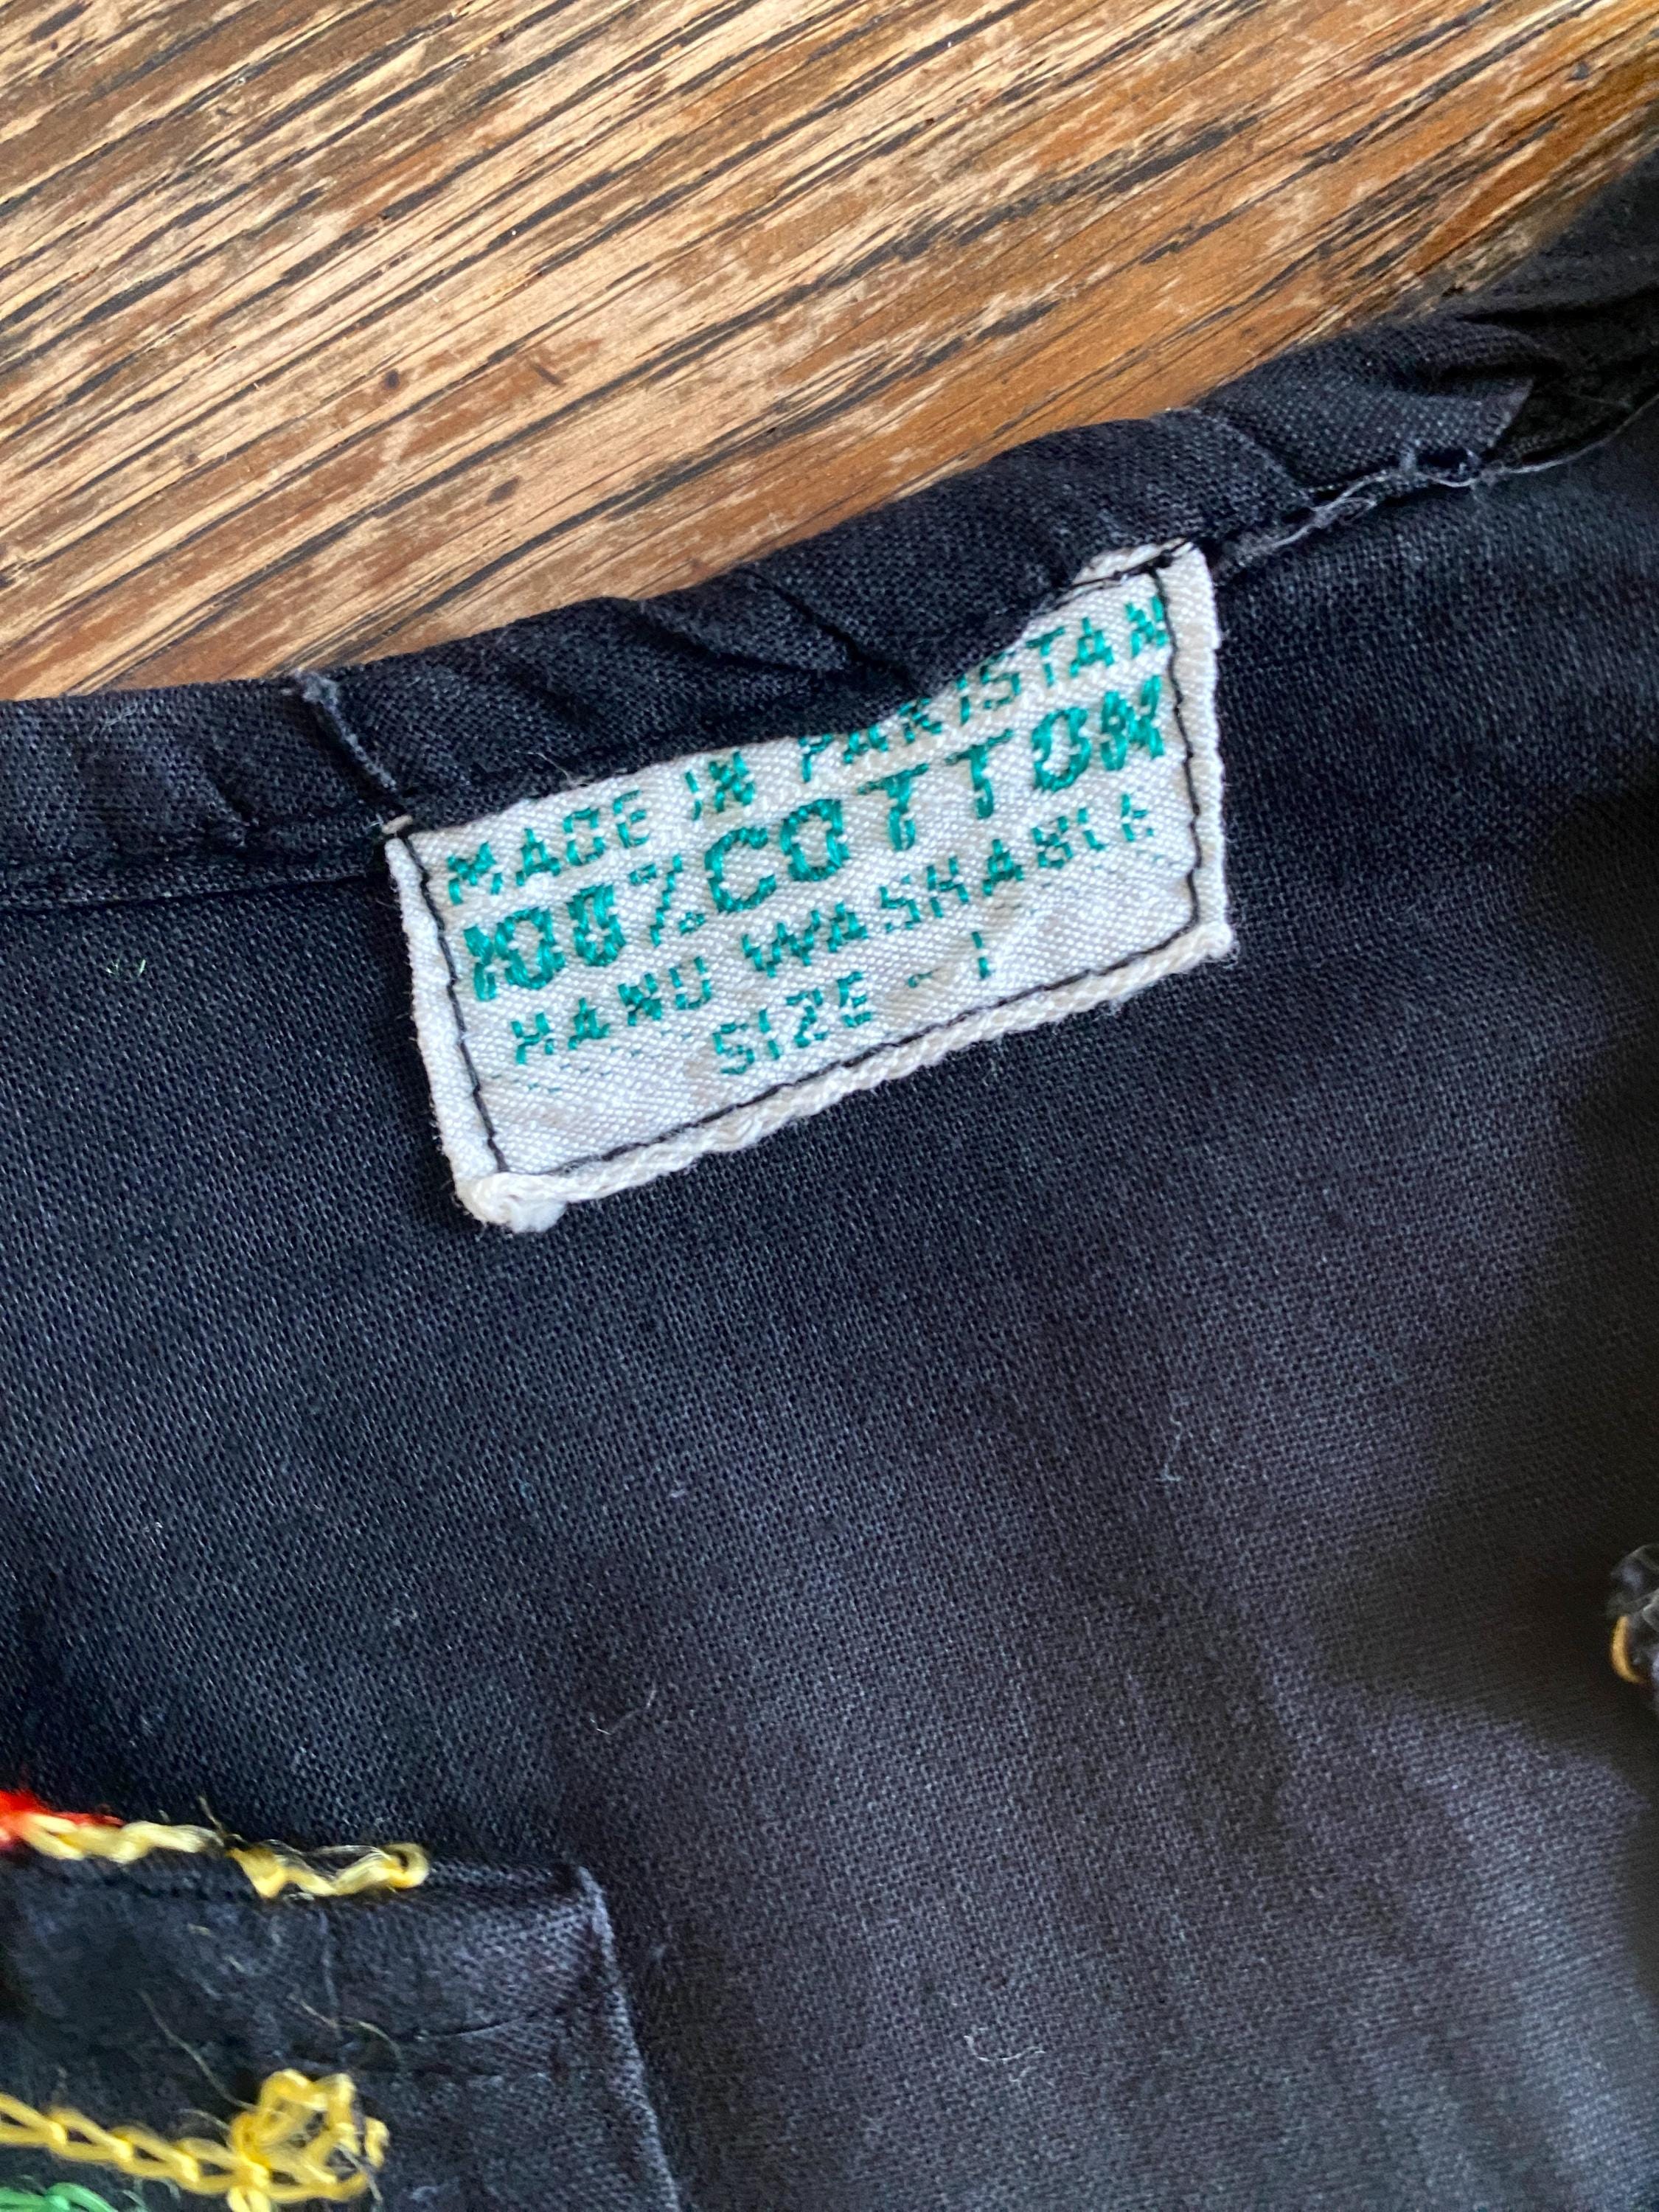 MADE IN PAKISTAN
100% COTTON
HAND WASHABLE
SIZE - 1